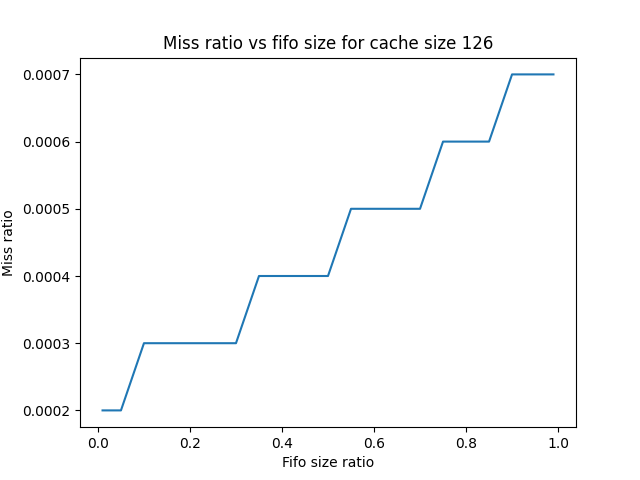 Miss ratio vs fifo size for cache size 126
Miss ratio
0.0007
0.0006
0.0005
0.0004
0.0003
0.0002
0.0 0.2 0.4 0.6 0.8 1.0
Fifo size ratio